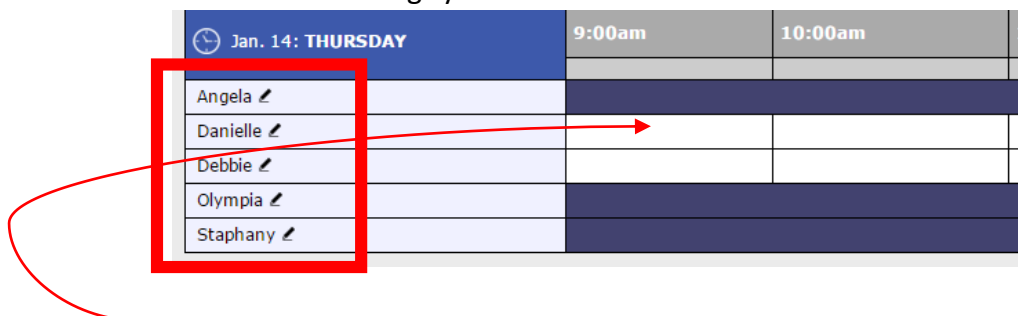 Jan. 14: THURSDAY 9:00am 10:00am
Angela
Danielle
Debbie
Olympia
Staphany